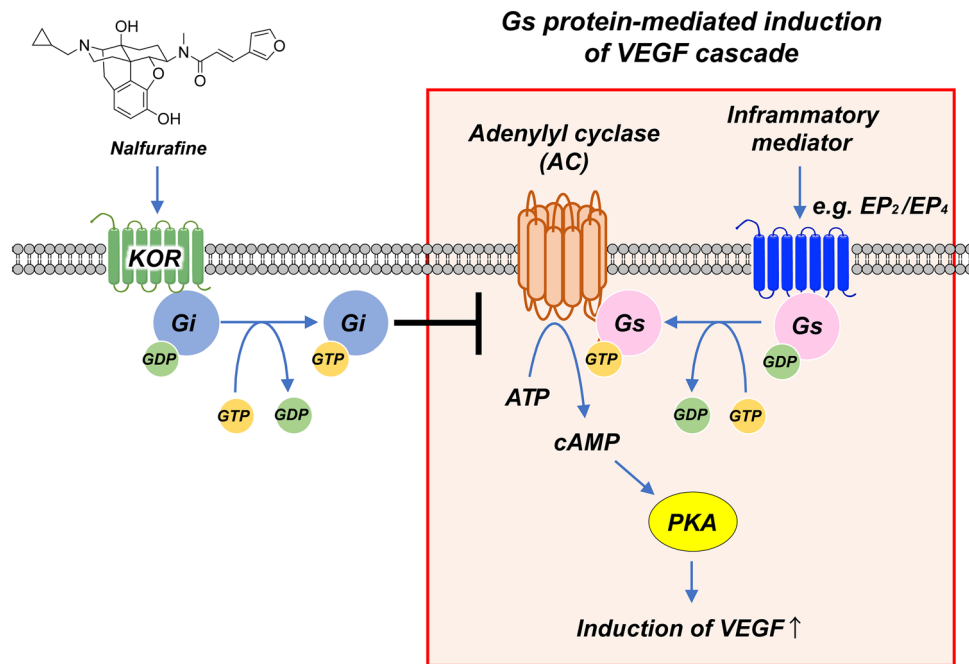 Gs protein-mediated induction
of VEGF cascade
OH
N
N
O
O
O
OH
Nalfurafine
Adenylyl cyclase
(AC)
Inframmatory
mediator
e.g. EP₂/EP₄
KOR
Gi
GDP
GTP
GDP
Gi
GTP
Gs
GTP
Gs
GDP
GDP
GTP
ATP
cAMP
PKA
Induction of VEGF↑